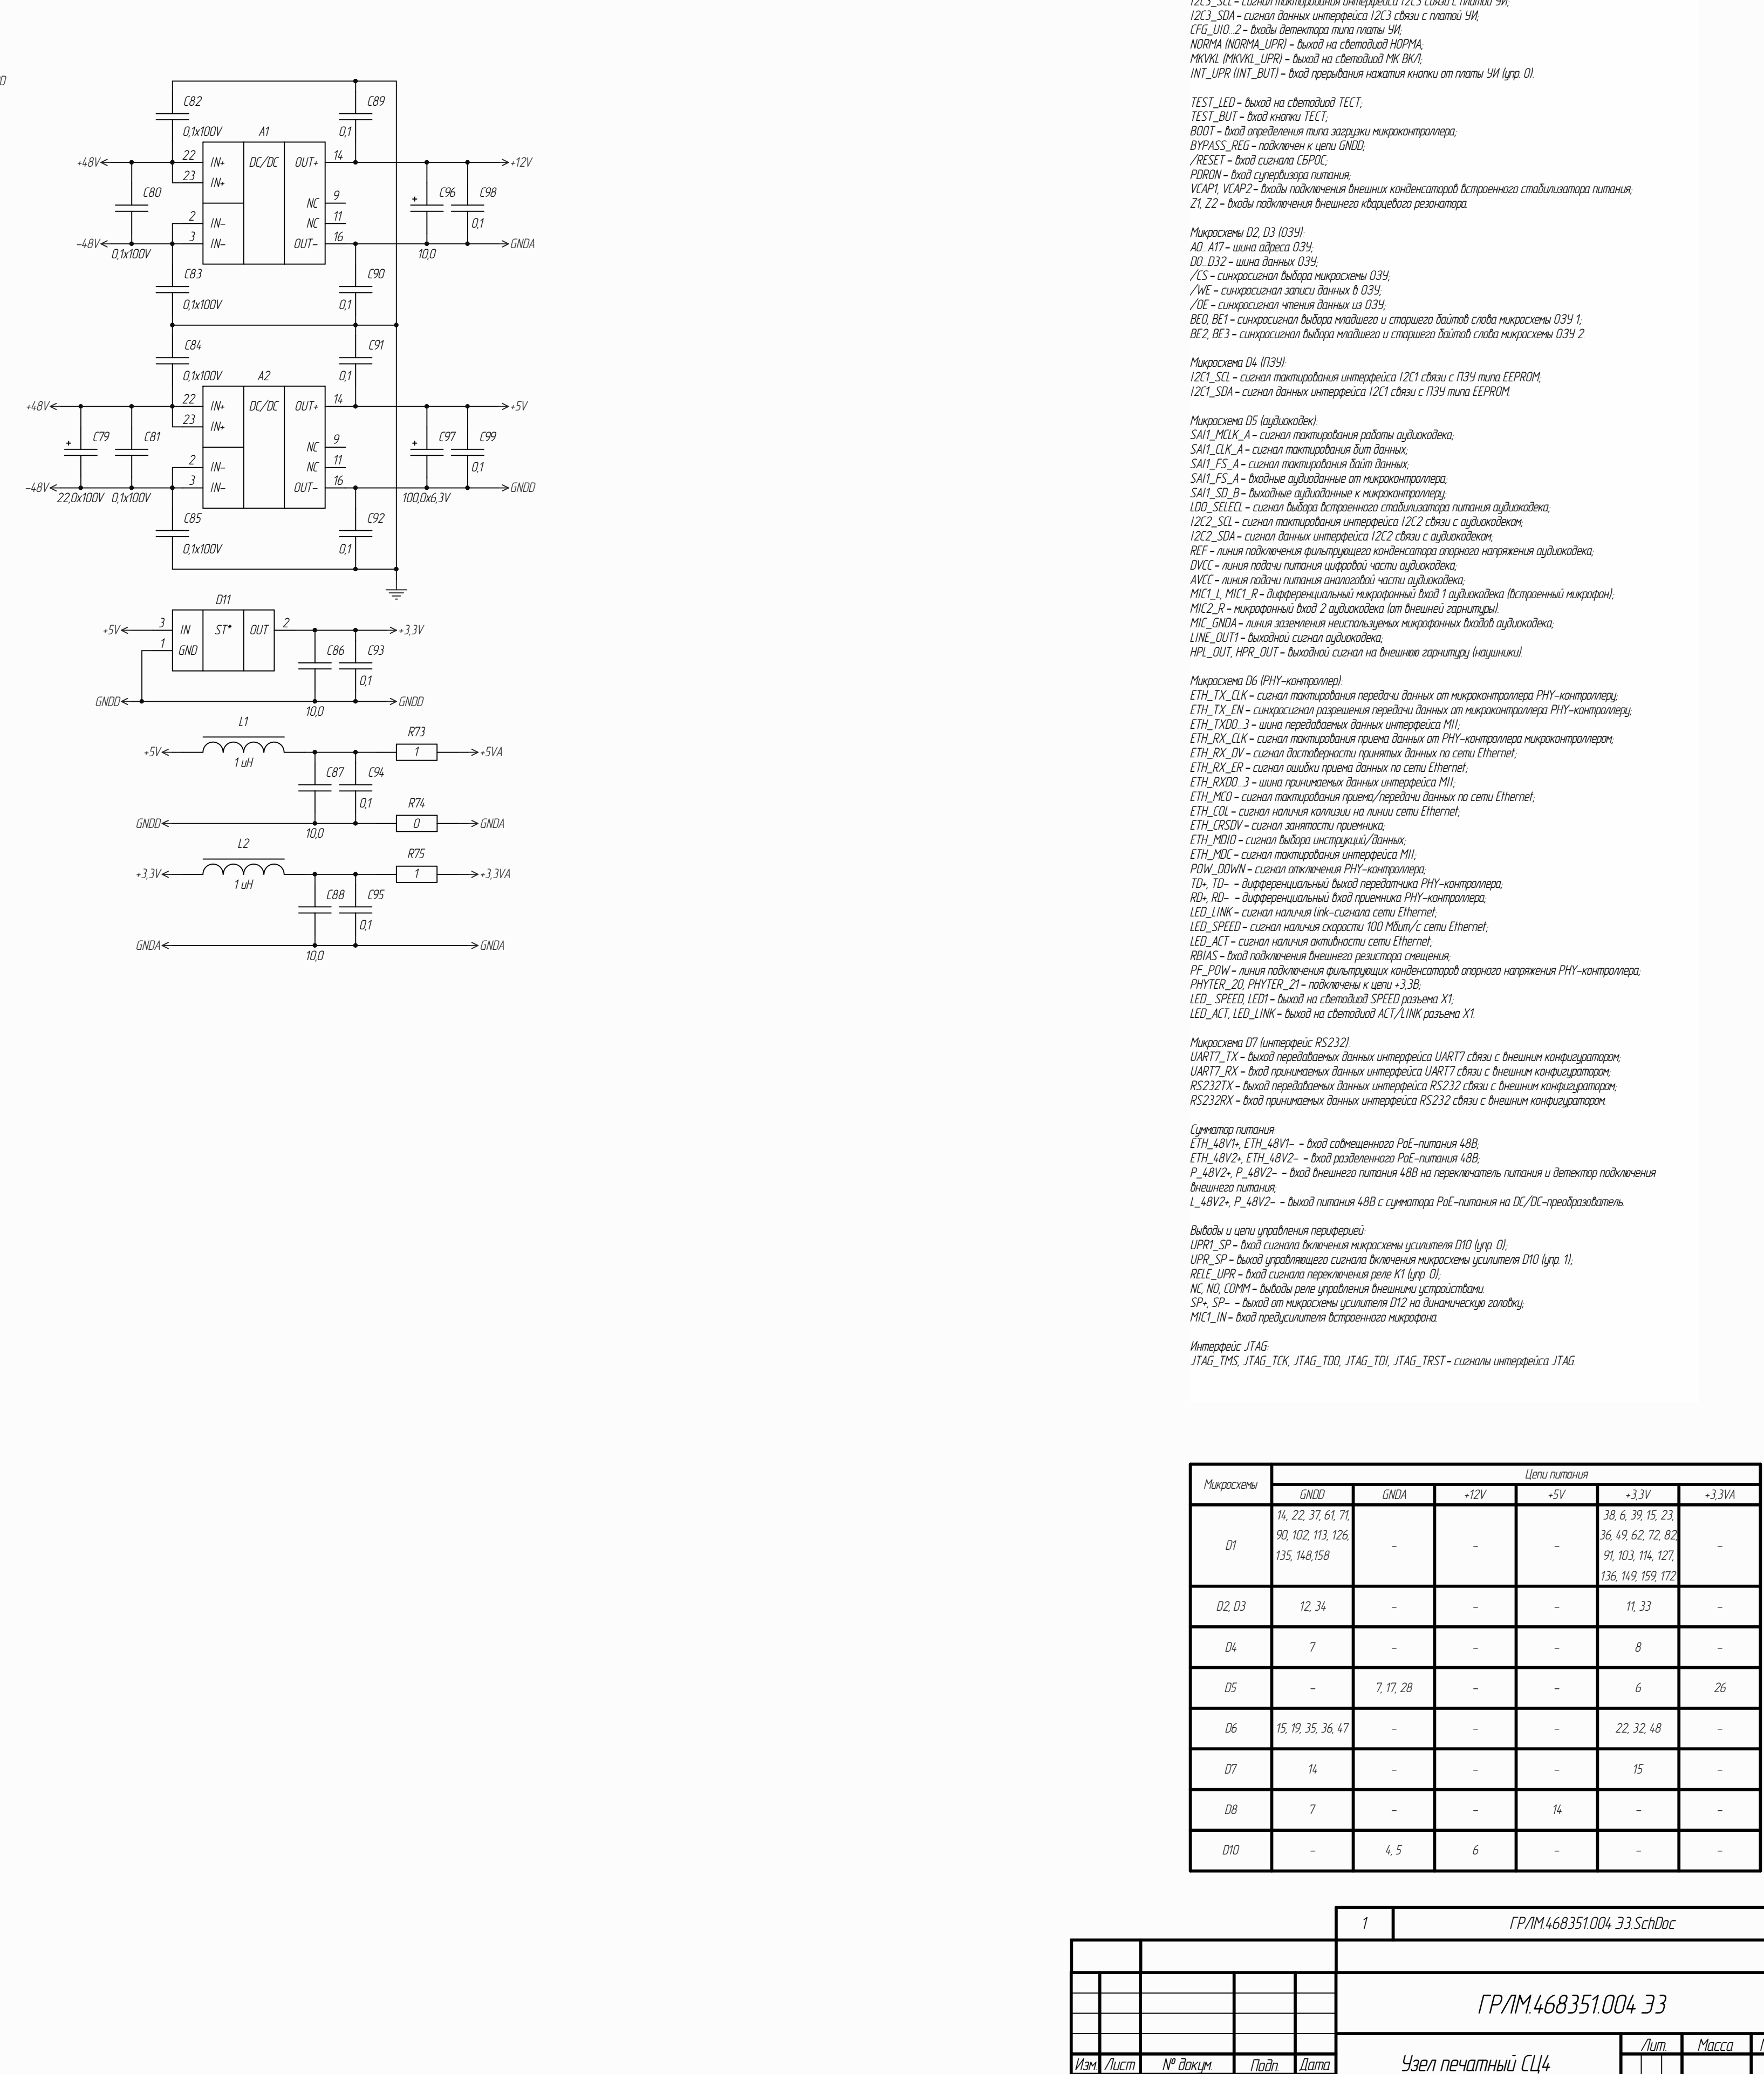 D
C82
C89
0,1x100V
A1
0,1
+48V
22
IN+
DC/DC
OUT+
14
+12V
23
IN+
C80
9
NC
C96
C98
+
11
NC
0,1
2
IN-
-48V
3
IN-
OUT-
16
GNDA
0,1x100V
10,0
C83
C90
0,1x100V
0,1
C84
C91
0,1x100V
A2
0,1
+48V
22
IN+
DC/DC
OUT+
14
+5V
23
IN+
+
C79
C81
9
NC
+
C97
C99
11
NC
0,1
2
IN-
-48V
3
IN-
OUT-
16
GNDD
22,0x100V
0,1x100V
100,0x6,3V
C85
C92
0,1x100V
0,1
D11
+5V
3
IN
ST*
OUT
2
+3,3V
1
GND
C86
C93
0,1
GNDD
GNDD
10,0
L1
R73
+5V
1
+5VA
1 uH
C87
C94
0,1
R74
GNDD
0
GNDA
10,0
L2
R75
+3,3V
1
+3,3VA
1 uH
C88
C95
0,1
GNDA
GNDA
10,0
I2C3_SCL - сигнал тактирования интерфейса I2C3 связи с платой УИ;
I2C3_SDA - сигнал данных интерфейса I2C3 связи с платой УИ;
CFG_UI0...2 - входы детектора типа платы УИ;
NORMA (NORMA_UPR) - выход на светодиод НОРМА;
MKVKL (MKVKL_UPR) - выход на светодиод МК ВКЛ;
INT_UPR (INT_BUT) - вход прерывания нажатия кнопки от платы УИ (упр. 0).
TEST_LED - выход на светодиод ТЕСТ;
TEST_BUT - вход кнопки ТЕСТ;
BOOT - вход определения типа загрузки микроконтроллера;
BYPASS_REG - подключен к цепи GNDD;
/RESET - вход сигнала СБРОС;
PDRON - вход супервизора питания;
VCAP1, VCAP2 - входы подключения внешних конденсаторов встроенного стабилизатора питания;
Z1, Z2 - входы подключения внешнего кварцевого резонатора.
Микросхемы D2, D3 (ОЗУ):
A0...A17 - шина адреса ОЗУ;
D0...D32 - шина данных ОЗУ;
/CS - синхросигнал выбора микросхемы ОЗУ;
/WE - синхросигнал записи данных в ОЗУ;
/OE - синхросигнал чтения данных из ОЗУ;
BE0, BE1 - синхросигнал выбора младшего и старшего байтов слова микросхемы ОЗУ 1;
BE2, BE3 - синхросигнал выбора младшего и старшего байтов слова микросхемы ОЗУ 2.
Микросхема D4 (ПЗУ):
I2C1_SCL - сигнал тактирования интерфейса I2C1 связи с ПЗУ типа EEPROM;
I2C1_SDA - сигнал данных интерфейса I2C1 связи с ПЗУ типа EEPROM.
Микросхема D5 (аудиокодек):
SAI1_MCLK_A - сигнал тактирования работы аудиокодека;
SAI1_CLK_A - сигнал тактирования бит данных;
SAI1_FS_A - сигнал тактирования байт данных;
SAI1_FS_A - входные аудиоданные от микроконтроллера;
SAI1_SD_B - выходные аудиоданные к микроконтроллеру;
LDO_SELECL - сигнал выбора встроенного стабилизатора питания аудиокодека;
I2C2_SCL - сигнал тактирования интерфейса I2C2 связи с аудиокодеком;
I2C2_SDA - сигнал данных интерфейса I2C2 связи с аудиокодеком;
REF - линия подключения фильтрующего конденсатора опорного напряжения аудиокодека;
DVCC - линия подачи питания цифровой части аудиокодека;
AVCC - линия подачи питания аналоговой части аудиокодека;
MIC1_L, MIC1_R - дифференциальный микрофонный вход 1 аудиокодека (встроенный микрофон);
MIC2_R - микрофонный вход 2 аудиокодека (от внешней гарнитуры).
MIC_GNDA - линия заземления неиспользуемых микрофонных входов аудиокодека;
LINE_OUT1 - выходной сигнал аудиокодека;
HPL_OUT, HPR_OUT - выходной сигнал на внешнюю гарнитуру (наушники).
Микросхема D6 (PHY-контроллер):
ETH_TX_CLK - сигнал тактирования передачи данных от микроконтроллера PHY-контроллеру;
ETH_TX_EN - синхросигнал разрешения передачи данных от микроконтроллера PHY-контроллеру;
ETH_TXD0...3 - шина передаваемых данных интерфейса MII;
ETH_RX_CLK - сигнал тактирования приема данных от PHY-контроллера микроконтроллером;
ETH_RX_DV - сигнал достоверности принятых данных по сети Ethernet;
ETH_RX_ER - сигнал ошибки приема данных по сети Ethernet;
ETH_RXD0...3 - шина принимаемых данных интерфейса MII;
ETH_MCO - сигнал тактирования приема/передачи данных по сети Ethernet;
ETH_COL - сигнал наличия коллизии на линии сети Ethernet;
ETH_CRSDV - сигнал занятости приемника;
ETH_MDIO - сигнал выбора инструкций/данных;
ETH_MDC - сигнал тактирования интерфейса MII;
POW_DOWN - сигнал отключения PHY-контроллера;
TD+, TD- - дифференциальный выход передатчика PHY-контроллера;
RD+, RD- - дифференциальный вход приемника PHY-контроллера;
LED_LINK - сигнал наличия link-сигнала сети Ethernet;
LED_SPEED - сигнал наличия скорости 100 Мбит/с сети Ethernet;
LED_ACT - сигнал наличия активности сети Ethernet;
RBIAS - вход подключения внешнего резистора смещения;
PF_POW - линия подключения фильтрующих конденсаторов опорного напряжения PHY-контроллера;
PHYTER_20, PHYTER_21 - подключены к цепи +3,3В;
LED_ SPEED, LED1 - выход на светодиод SPEED разъема X1;
LED_ACT, LED_LINK - выход на светодиод ACT/LINK разъема X1.
Микросхема D7 (интерфейс RS232):
UART7_TX - выход передаваемых данных интерфейса UART7 связи с внешним конфигуратором;
UART7_RX - вход принимаемых данных интерфейса UART7 связи с внешним конфигуратором;
RS232TX - выход передаваемых данных интерфейса RS232 связи с внешним конфигуратором;
RS232RX - вход принимаемых данных интерфейса RS232 связи с внешним конфигуратором.
Сумматор питания:
ETH_48V1+, ETH_48V1- - вход совмещенного PoE-питания 48В;
ETH_48V2+, ETH_48V2- - вход разделенного PoE-питания 48В;
P_48V2+, P_48V2- - вход внешнего питания 48В на переключатель питания и детектор подключения
внешнего питания;
L_48V2+, P_48V2- - выход питания 48В с сумматора PoE-питания на DC/DC-преобразователь.
Выводы и цепи управления периферией:
UPR1_SP - вход сигнала включения микросхемы усилителя D10 (упр. 0);
UPR_SP - выход управляющего сигнала включения микросхемы усилителя D10 (упр. 1);
RELE_UPR - вход сигнала переключения реле K1 (упр. 0);
NC, NO, COMM - выводы реле управления внешними устройствами.
SP+, SP- - выход от микросхемы усилителя D12 на динамическую головку;
MIC1_IN - вход предусилителя встроенного микрофона.
Интерфейс JTAG:
JTAG_TMS, JTAG_TCK, JTAG_TDO, JTAG_TDI, JTAG_TRST - сигналы интерфейса JTAG.
Микросхемы
Цепи питания
GNDD GNDA +12V +5V +3,3V +3,3VA
14, 22, 37, 61, 71, 38, 6, 39, 15, 23,
90, 102, 113, 126, 36, 49, 62, 72, 82,
D1 - - - -
135, 148,158 91, 103, 114, 127,
136, 149, 159, 172
D2, D3 12, 34 - - - 11, 33 -
D4 7 - - - 8 -
D5 - 7, 17, 28 - - 6 26
D6 15, 19, 35, 36, 47 - - - 22, 32, 48 -
D7 14 - - - 15 -
D8 7 - - 14 - -
D10 - 4, 5 6 - - -
1 ГРЛМ.468351.004 Э3.SchDoc
ГРЛМ.468351.004 Э3
Лит. Масса
Изм. Лист № докум. Подп. Дата
Узел печатный СЦ4